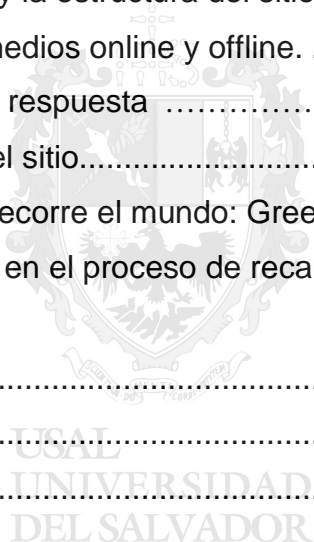 y la estructura del sitio
medios online y offline. .
respuesta ……………
el sitio..............................
recorre el mundo: Gree
en el proceso de reca
....................................
....................................
....................................
USAL
UNIVERSIDAD
DEL SALVADOR